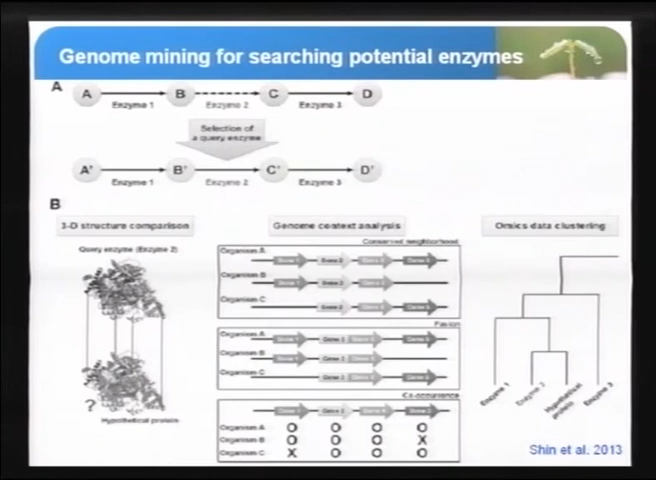 Genome mining for searching potential enzymes
A
A B C D
Enzyme 1 Enzyme 2 Enzyme 3
Selection of
a query enzyme
A' B' C' D'
Enzyme 1 Enzyme 2 Enzyme 3
B
3-D structure comparison Genome context analysis Omics data clustering
Query enzyme (Enzyme 2)
Conserved neighborhood
Organism A
Organism B
Organism C
Fusion
Organism A
Organism B
Organism C
Co-occurrence
Organism A O O O O
Organism B O O O X
Organism C X O O O
?
Hypothetical protein
Enzyme 1
Enzyme 2
Hypothetical
protein
Enzyme 3
Shin et al. 2013